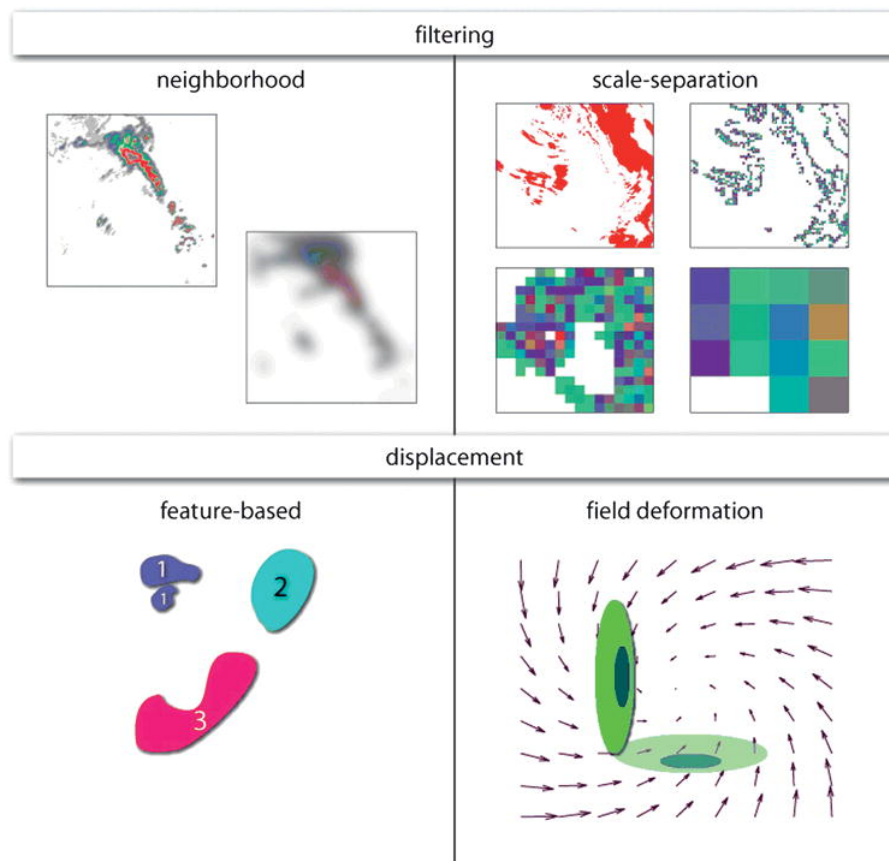 filtering
neighborhood
scale-separation
displacement
feature-based
field deformation
1
1
2
3